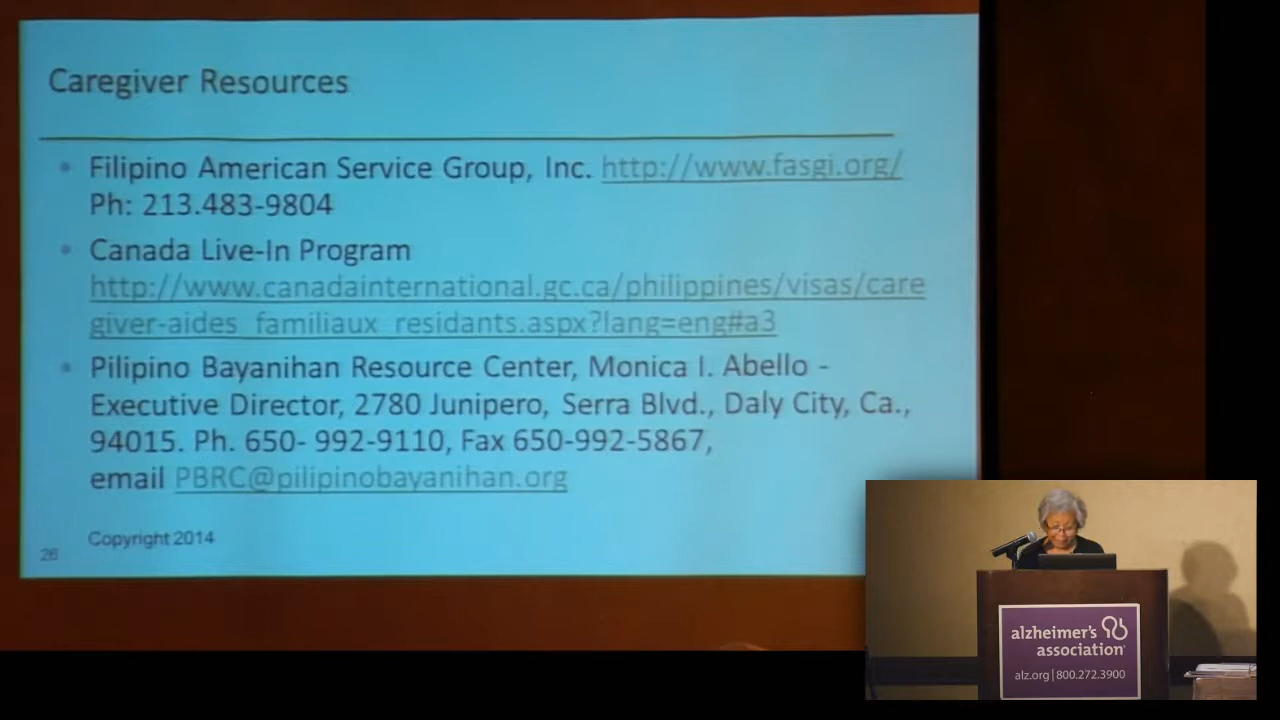 Caregiver Resources
• Filipino American Service Group, Inc. http://www.fasgi.org/
Ph: 213.483-9804
• Canada Live-In Program
http://www.canadainternational.gc.ca/philippines/visas/care
giver-aides_familiaux_residants.aspx?lang=eng#a3
• Pilipino Bayanihan Resource Center, Monica I. Abello -
Executive Director, 2780 Junipero, Serra Blvd., Daly City, Ca.,
94015. Ph. 650- 992-9110, Fax 650-992-5867,
email PBRC@pilipinobayanihan.org
Copyright 2014
26
alzheimer's
association
alz.org | 800.272.3900